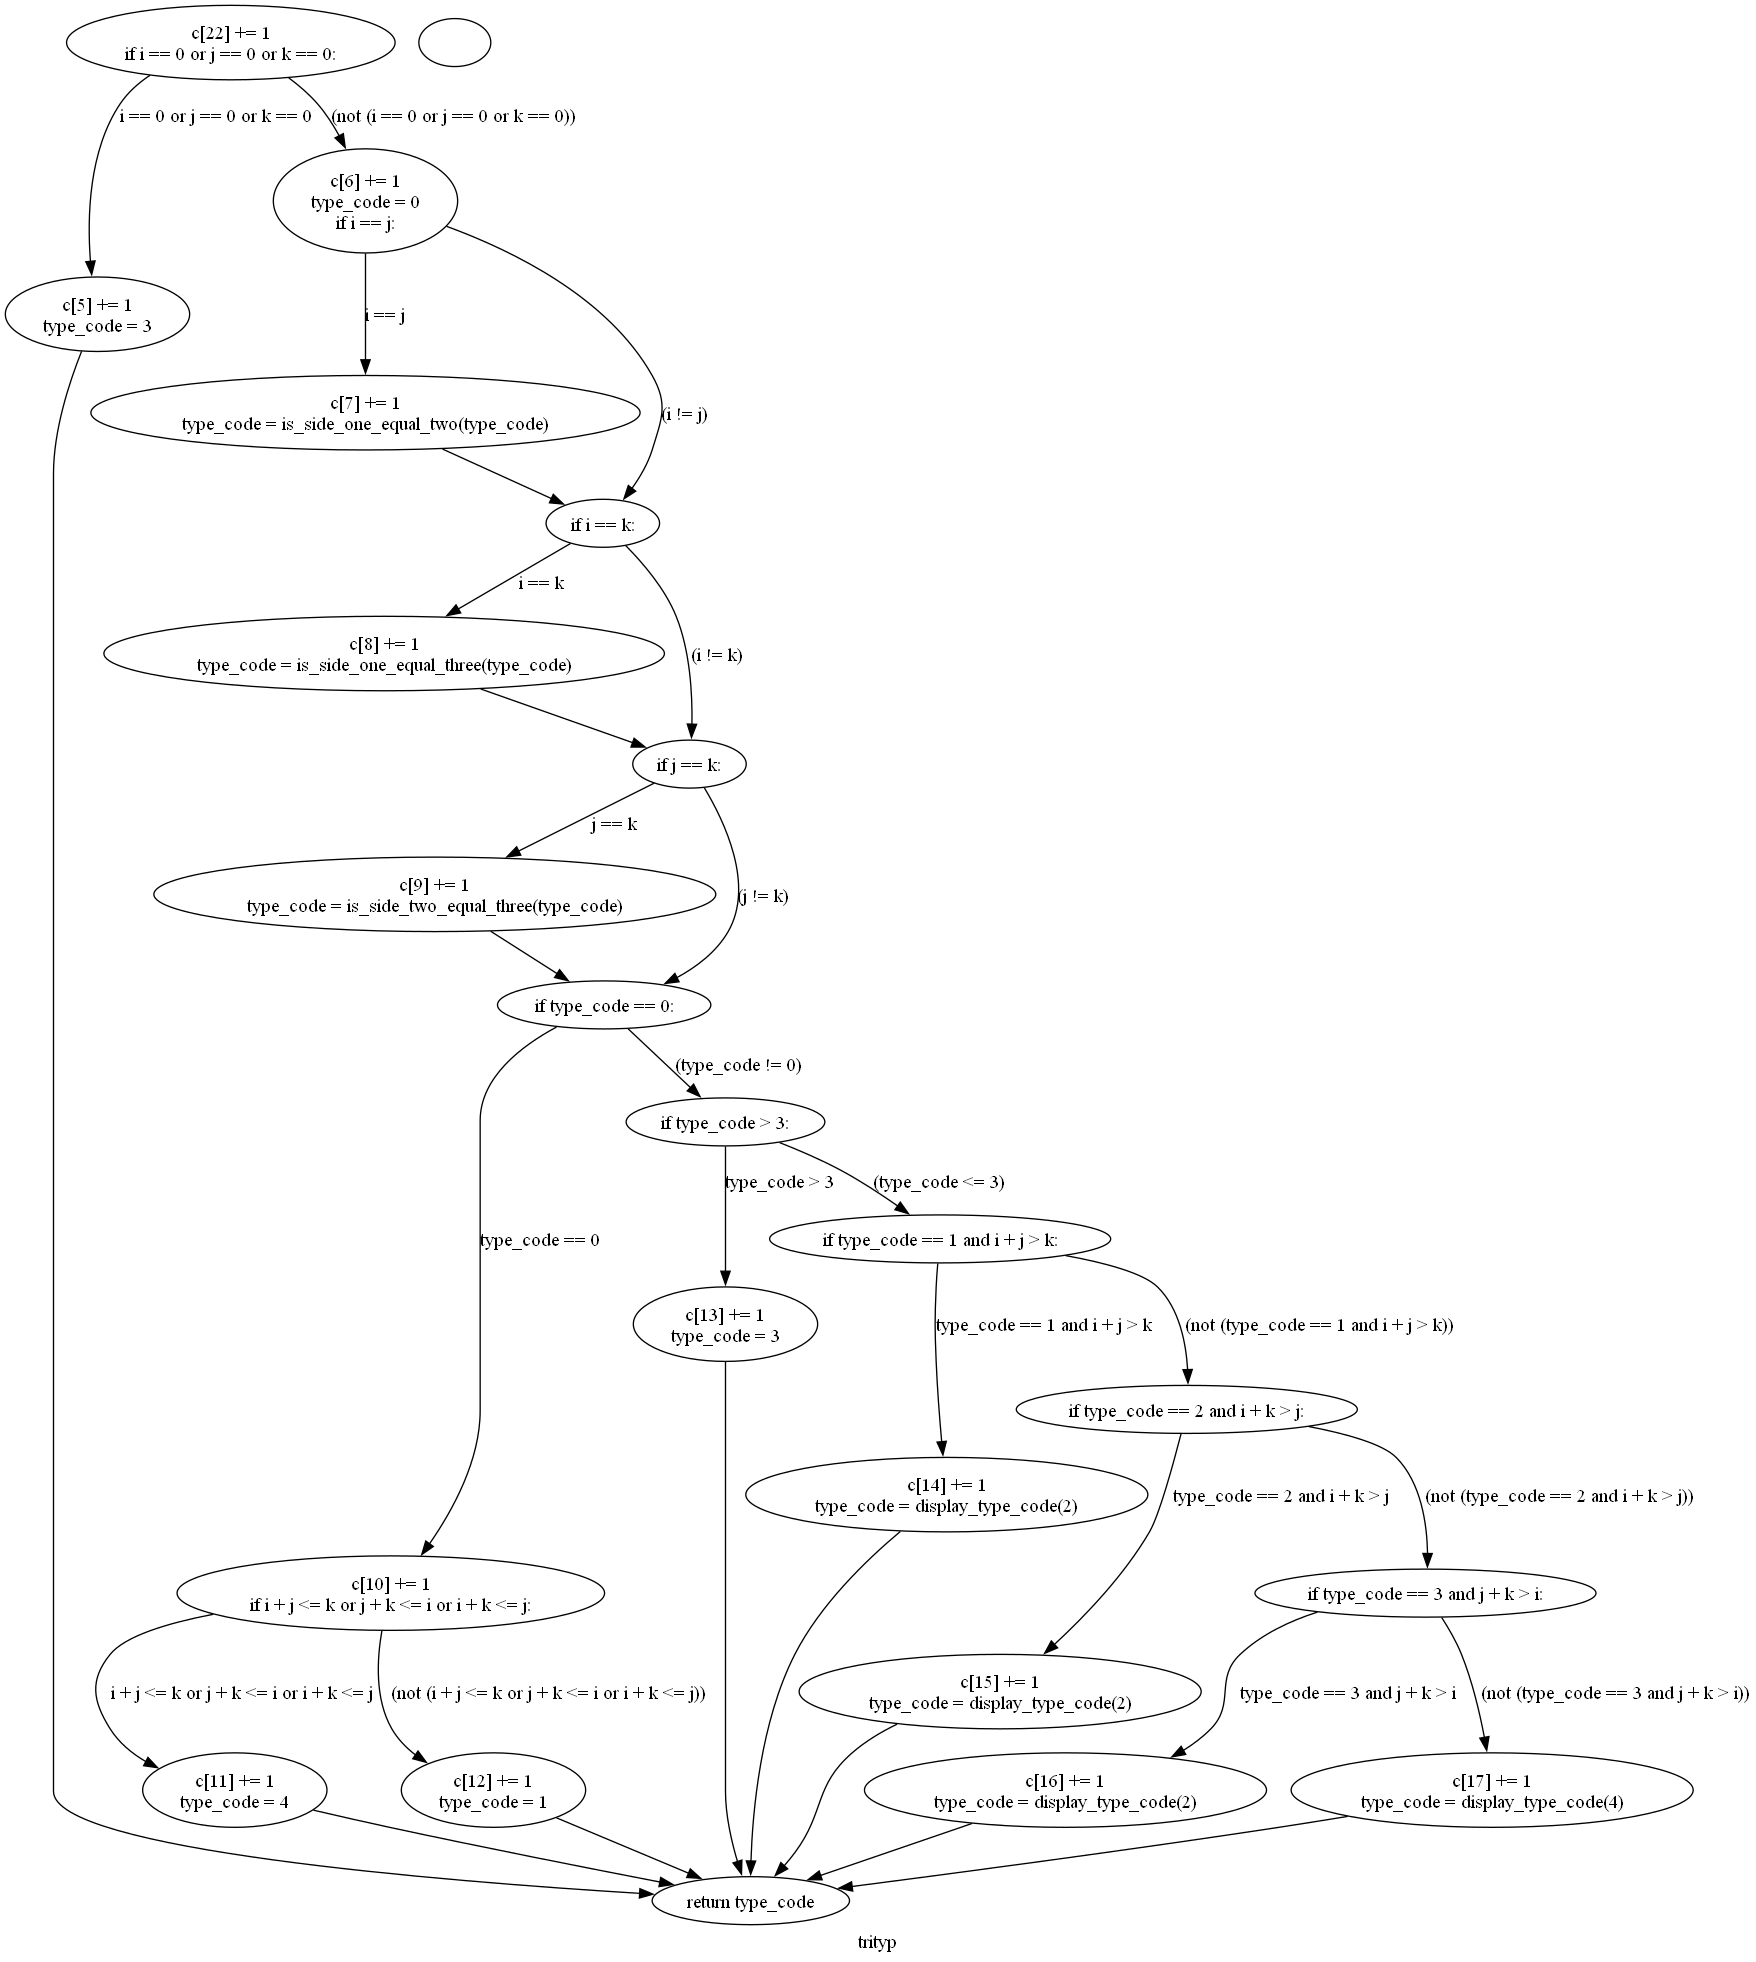 c[22] += 1
if i == 0 or j == 0 or k == 0:
i == 0 or j == 0 or k == 0
(not (i == 0 or j == 0 or k == 0))
c[6] += 1
type_code = 0
if i == j:
c[5] += 1
type_code = 3
i == j
c[7] += 1
type_code = is_side_one_equal_two(type_code)
(i != j)
if i == k:
i == k
c[8] += 1
type_code = is_side_one_equal_three(type_code)
(i != k)
if j == k:
j == k
c[9] += 1
type_code = is_side_two_equal_three(type_code)
(j != k)
if type_code == 0:
(type_code != 0)
if type_code > 3:
type_code > 3
(type_code <= 3)
type_code == 0
if type_code == 1 and i + j > k:
c[13] += 1
type_code = 3
type_code == 1 and i + j > k
(not (type_code == 1 and i + j > k))
if type_code == 2 and i + k > j:
c[14] += 1
type_code = display_type_code(2)
type_code == 2 and i + k > j
(not (type_code == 2 and i + k > j))
c[10] += 1
if i + j <= k or j + k <= i or i + k <= j:
if type_code == 3 and j + k > i:
i + j <= k or j + k <= i or i + k <= j
(not (i + j <= k or j + k <= i or i + k <= j))
c[15] += 1
type_code = display_type_code(2)
type_code == 3 and j + k > i
(not (type_code == 3 and j + k > i))
c[11] += 1
type_code = 4
c[12] += 1
type_code = 1
c[16] += 1
type_code = display_type_code(2)
c[17] += 1
type_code = display_type_code(4)
return type_code
trityp